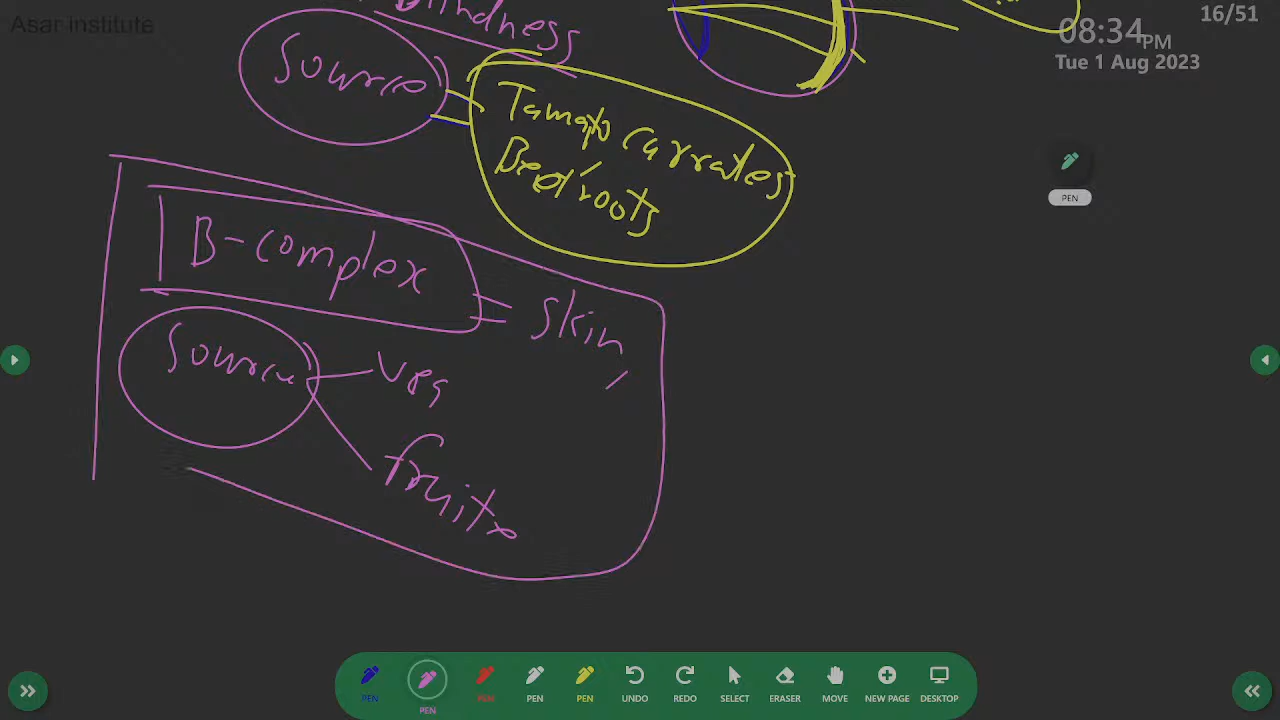 Asar Institute
16/51
08:34 PM
Tue 1 Aug 2023
Blindness
Source
Tamato Carrates
Beedroots
PEN
B-complex
Skin,
Source
Veg
fruits
PEN
PEN
PEN
PEN
PEN
UNDO
REDO
SELECT
ERASER
MOVE
NEW PAGE
DESKTOP